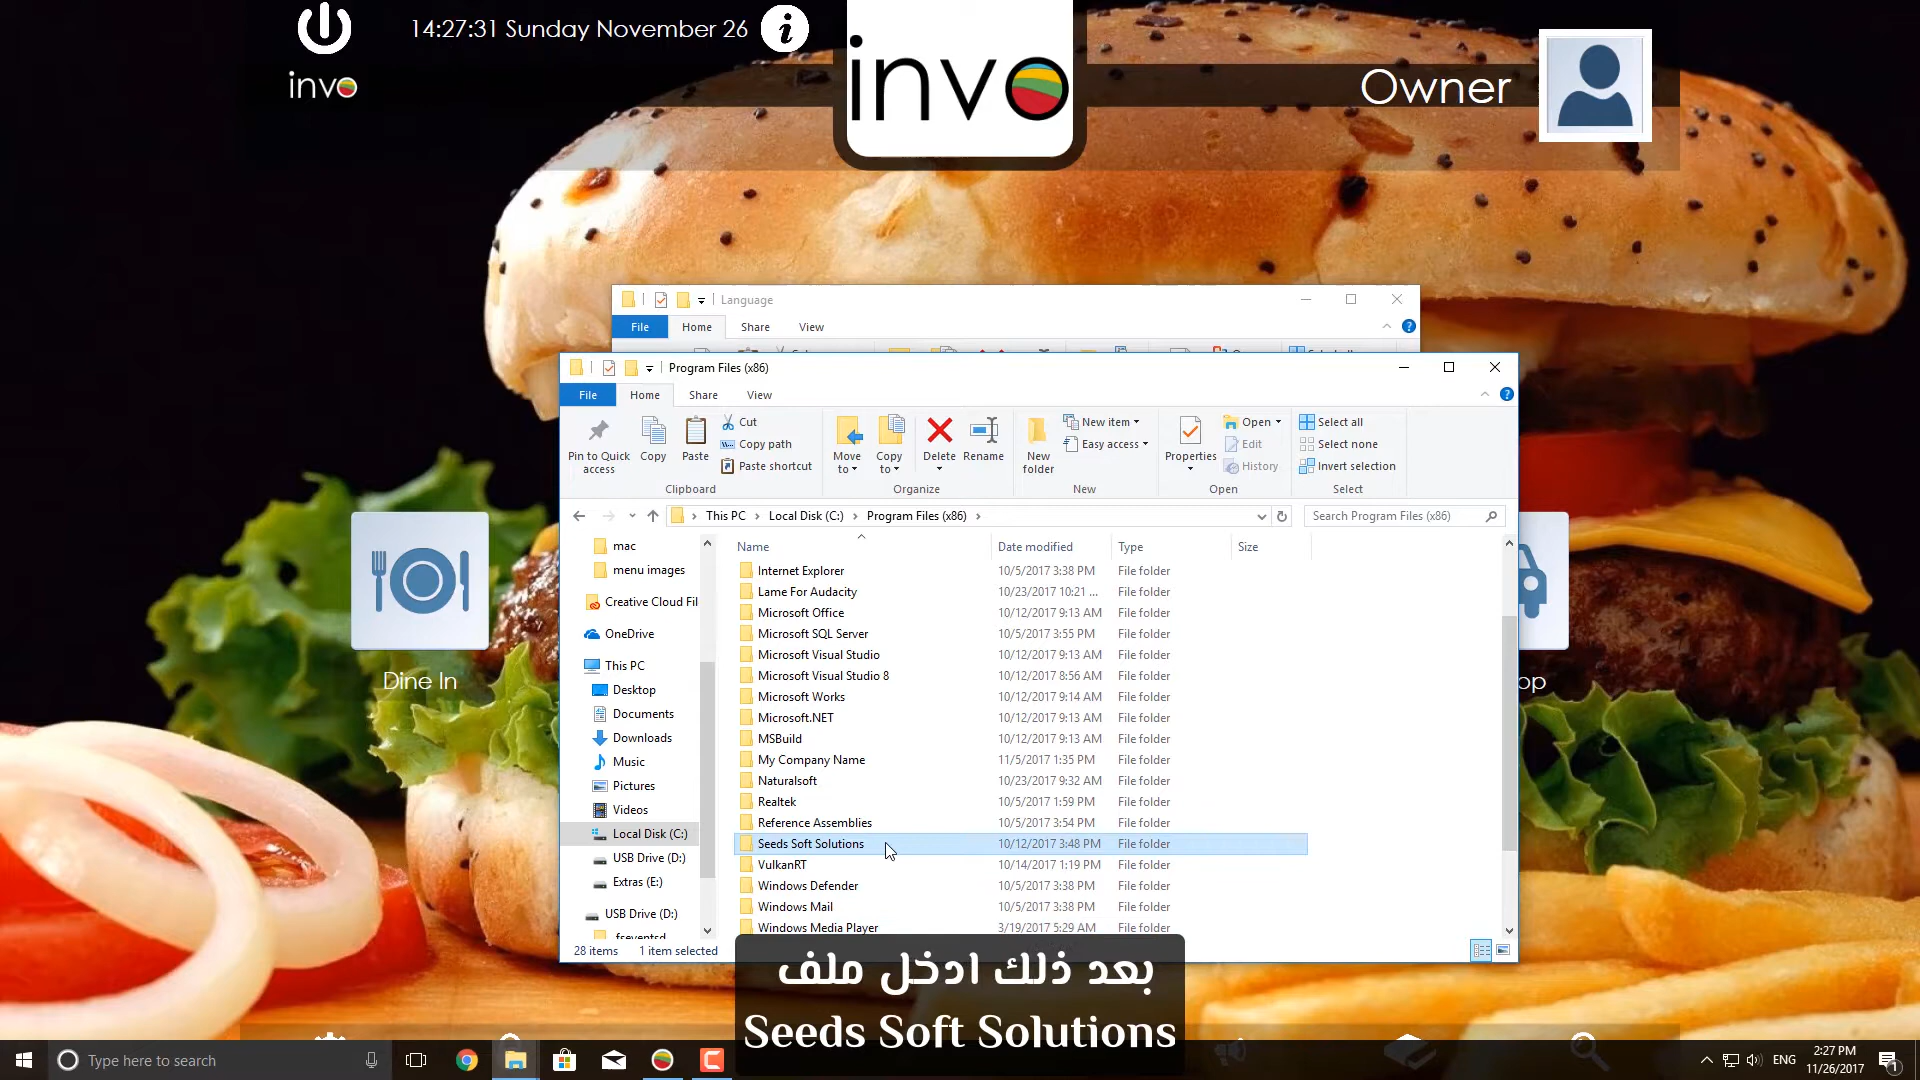 14:27:31 Sunday November 26
invo
invo
Owner
Language
File Home Share View
Program Files (x86)
File Home Share View
Pin to Quick access
Copy
Paste
Cut
Copy path
Paste shortcut
Clipboard
Move to
Copy to
Delete
Rename
Organize
New folder
New item
Easy access
New
Properties
Open
Edit
History
Open
Select all
Select none
Invert selection
Select
This PC Local Disk (C:) Program Files (x86)
Search Program Files (x86)
mac
menu images
Creative Cloud Fil
OneDrive
This PC
Desktop
Documents
Downloads
Music
Pictures
Videos
Local Disk (C:)
USB Drive (D:)
Extras (E:)
USB Drive (D:)
.fseventsd
Name Date modified Type Size
Internet Explorer 10/5/2017 3:38 PM File folder
Lame For Audacity 10/23/2017 10:21 ... File folder
Microsoft Office 10/12/2017 9:13 AM File folder
Microsoft SQL Server 10/5/2017 3:55 PM File folder
Microsoft Visual Studio 10/12/2017 9:13 AM File folder
Microsoft Visual Studio 8 10/12/2017 8:56 AM File folder
Microsoft Works 10/12/2017 9:14 AM File folder
Microsoft.NET 10/12/2017 9:13 AM File folder
MSBuild 10/12/2017 9:13 AM File folder
My Company Name 11/5/2017 1:35 PM File folder
Naturalsoft 10/23/2017 9:32 AM File folder
Realtek 10/5/2017 1:59 PM File folder
Reference Assemblies 10/5/2017 3:54 PM File folder
Seeds Soft Solutions 10/12/2017 3:48 PM File folder
VulkanRT 10/14/2017 1:19 PM File folder
Windows Defender 10/5/2017 3:38 PM File folder
Windows Mail 10/5/2017 3:38 PM File folder
Windows Media Player 3/19/2017 5:29 AM File folder
28 items 1 item selected
Dine In
op
بعد ذلك ادخل ملف
Seeds Soft Solutions
Type here to search
ENG
2:27 PM
11/26/2017
1